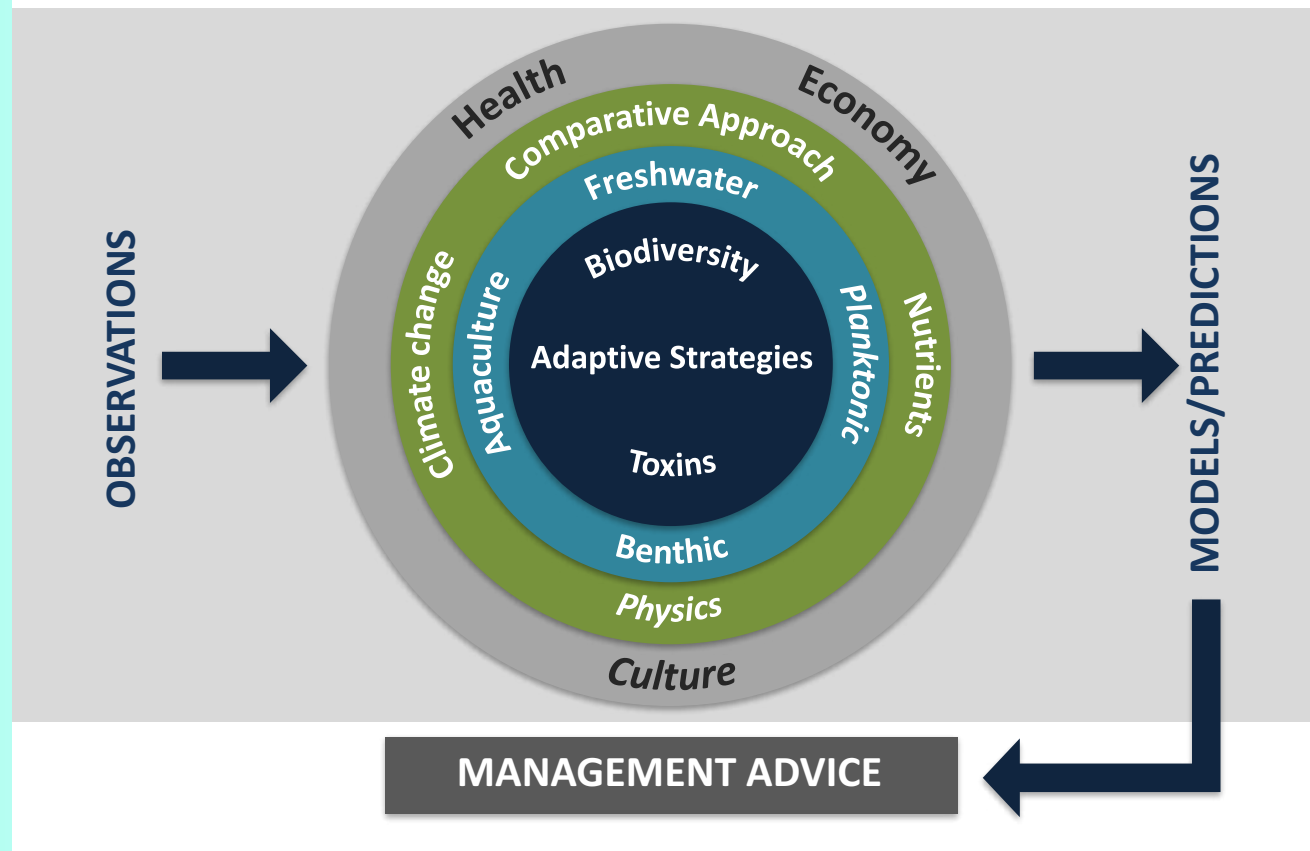 OBSERVATIONS
Health
Economy
Culture
Comparative Approach
Climate change
Nutrients
Physics
Freshwater
Aquaculture
Planktonic
Benthic
Biodiversity
Adaptive Strategies
Toxins
MODELS/PREDICTIONS
MANAGEMENT ADVICE